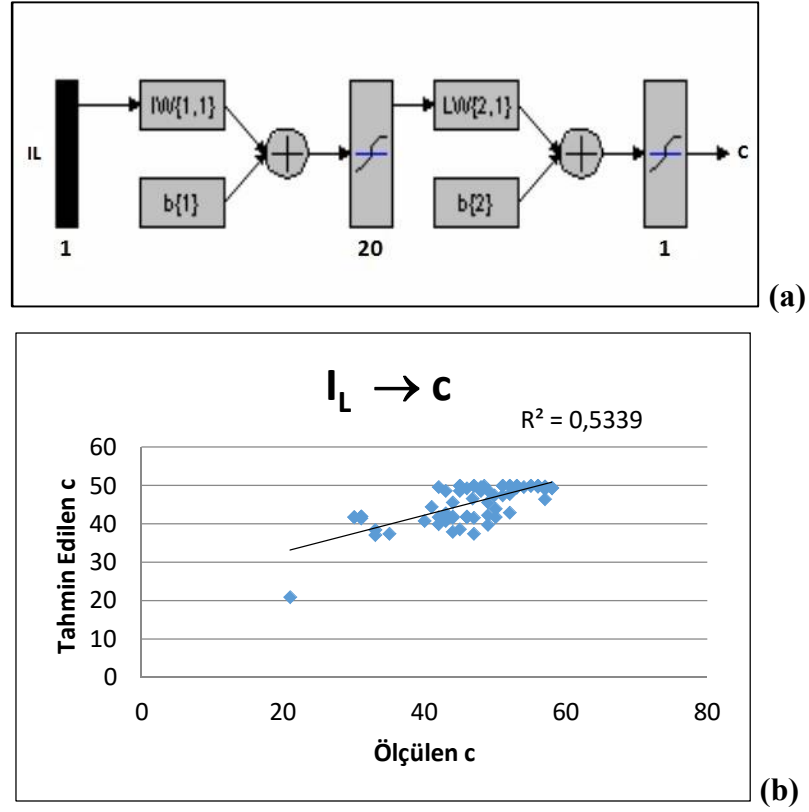 IW{1,1}
LW{2,1}
IL
C
b{1}
b{2}
1
20
1
(a)
I_L → c
R² = 0,5339
60
50
40
30
20
10
0
Tahmin Edilen c
0
20
40
60
80
Ölçülen c
(b)